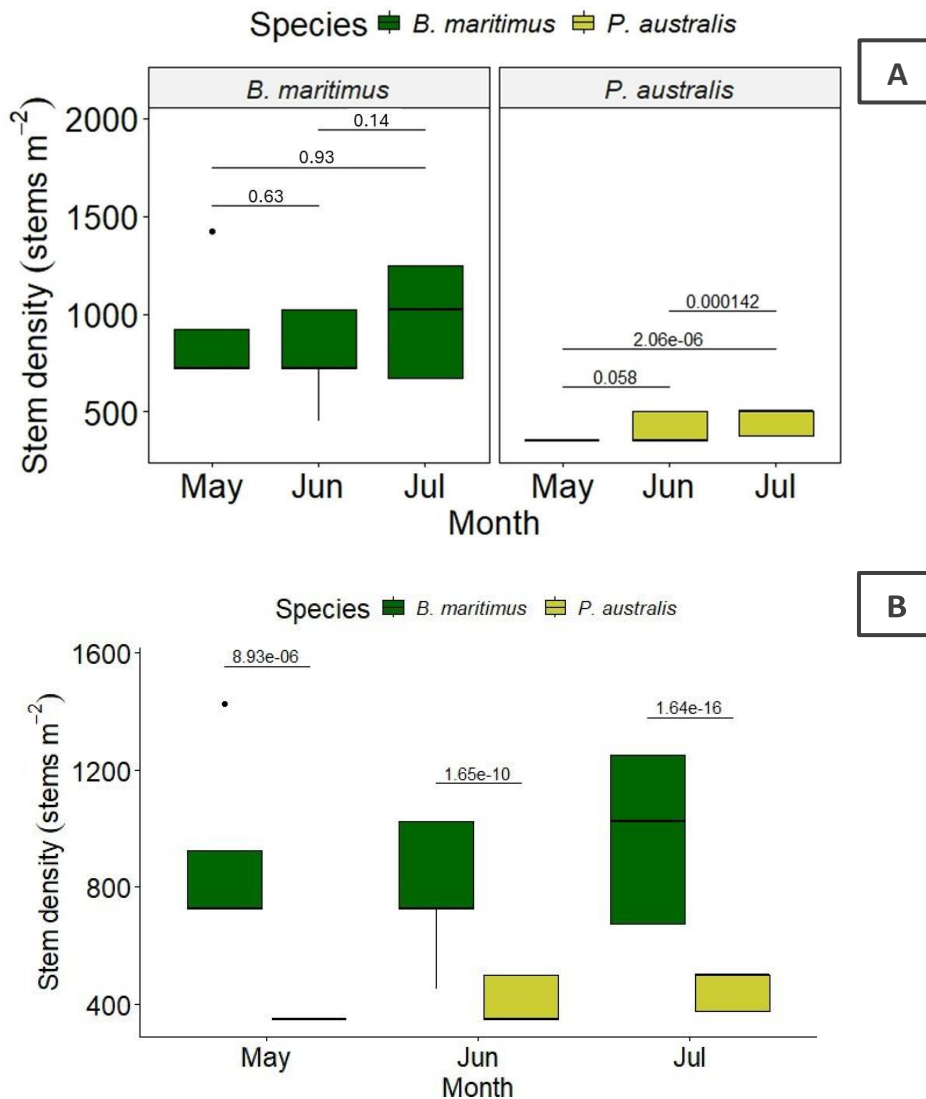 Species B. maritimus P. australis
A
B. maritimus P. australis
Stem density (stems m⁻²)
2000
1500
1000
500
0.14
0.93
0.63
0.000142
2.06e-06
0.058
May Jun Jul May Jun Jul
Month
B
Species B. maritimus P. australis
Stem density (stems m⁻²)
1600
1200
800
400
8.93e-06
1.65e-10
1.64e-16
May Jun Jul
Month